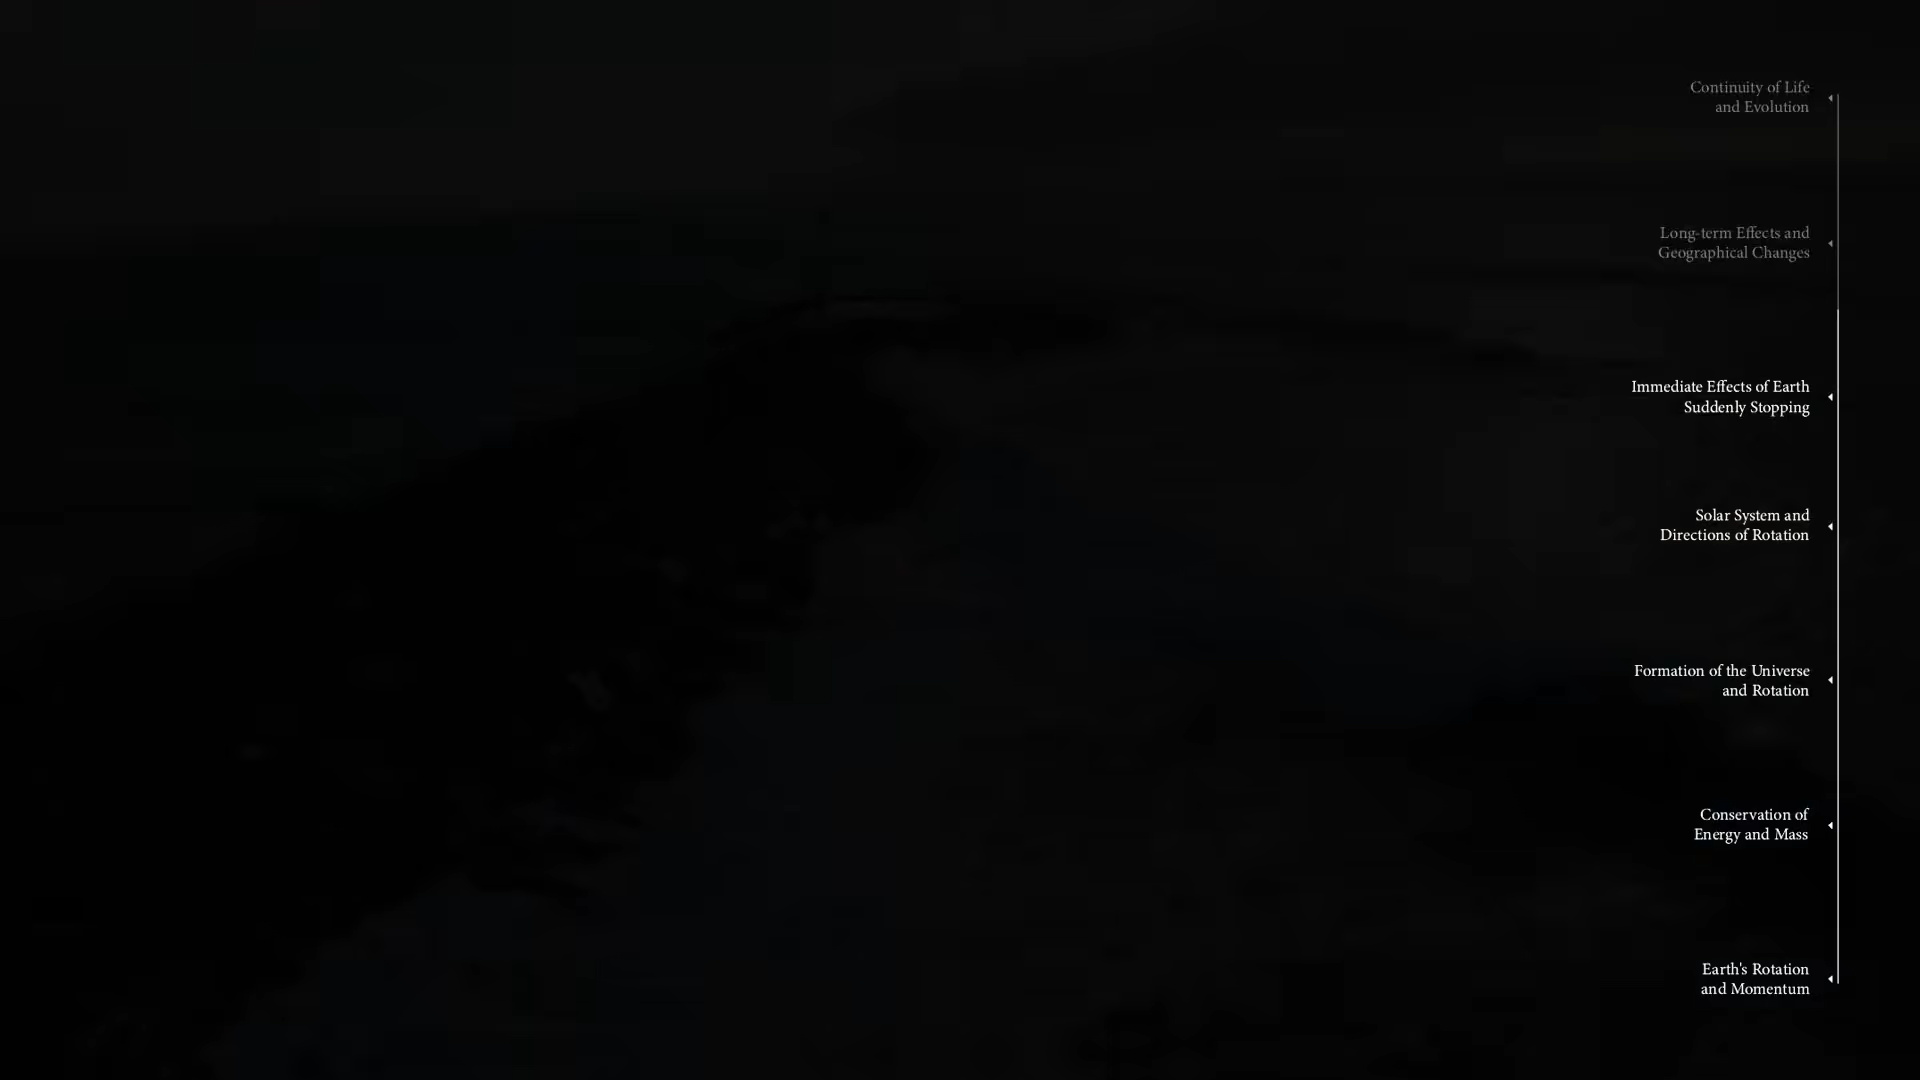 Continuity of Life
and Evolution
Long-term Effects and
Geographical Changes
Immediate Effects of Earth
Suddenly Stopping
Solar System and
Directions of Rotation
Formation of the Universe
and Rotation
Conservation of
Energy and Mass
Earth's Rotation
and Momentum